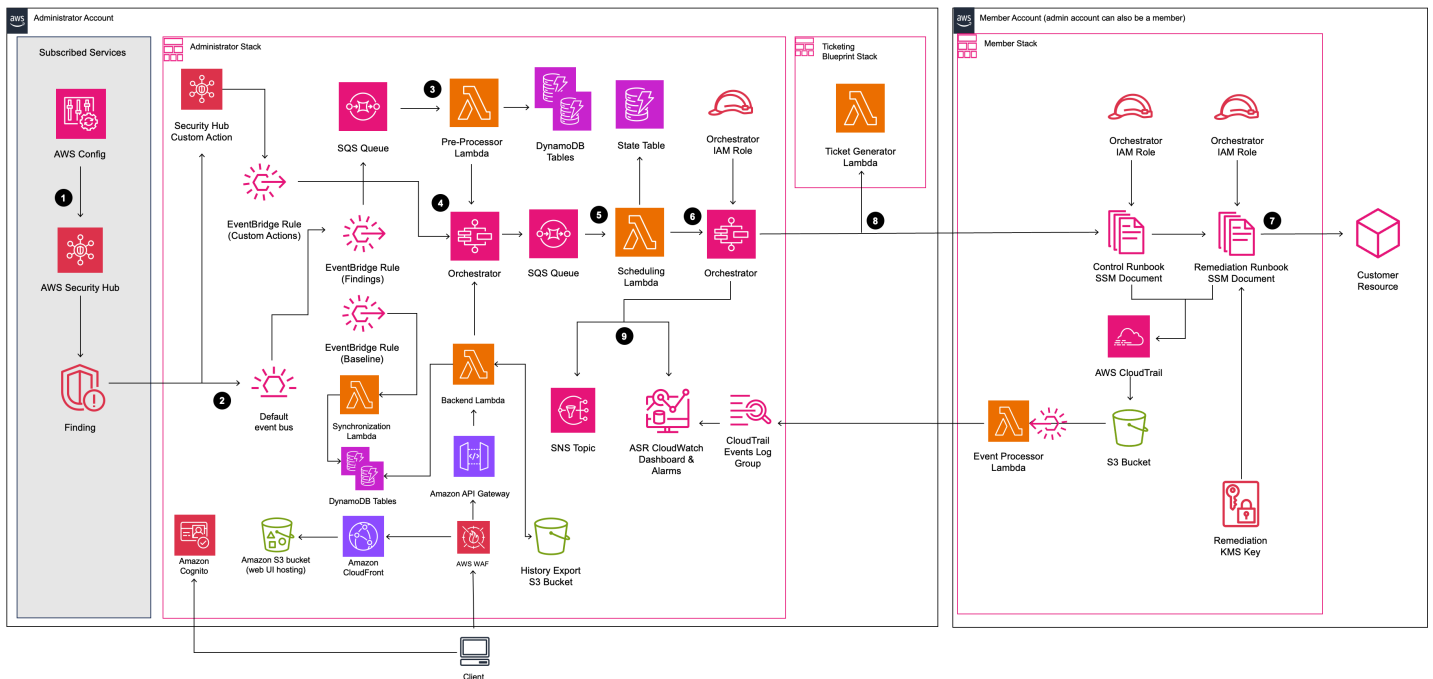 aws
Administrator Account
Subscribed Services
AWS Config
1
AWS Security Hub
Finding
2
Administrator Stack
Security Hub
Custom Action
EventBridge Rule
(Custom Actions)
Default
event bus
SQS Queue
3
Pre-Processor
Lambda
DynamoDB
Tables
State Table
Orchestrator
IAM Role
EventBridge Rule
(Findings)
4
Orchestrator
SQS Queue
5
Scheduling
Lambda
6
Orchestrator
EventBridge Rule
(Baseline)
Synchronization
Lambda
DynamoDB Tables
Backend Lambda
Amazon API Gateway
9
SNS Topic
ASR CloudWatch
Dashboard &
Alarms
CloudTrail
Events Log
Group
Amazon
Cognito
Amazon S3 bucket
(web UI hosting)
Amazon
CloudFront
AWS WAF
History Export
S3 Bucket
Client
Ticketing
Blueprint Stack
Ticket Generator
Lambda
8
aws
Member Account (admin account can also be a member)
Member Stack
Orchestrator
IAM Role
Orchestrator
IAM Role
Control Runbook
SSM Document
Remediation Runbook
SSM Document
7
Customer
Resource
AWS CloudTrail
Event Processor
Lambda
S3 Bucket
Remediation
KMS Key